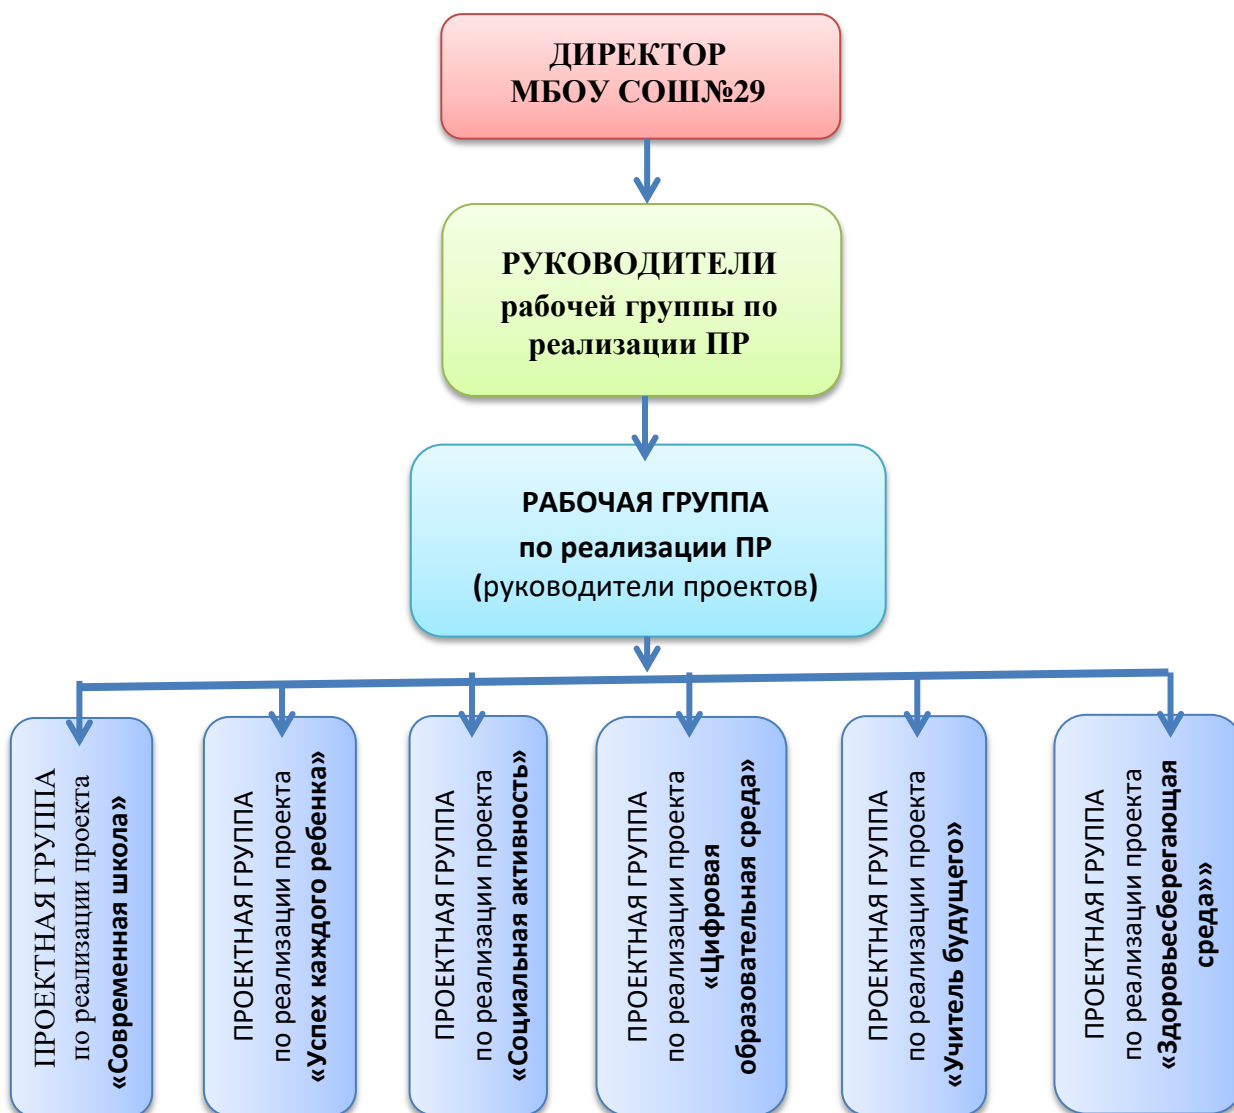 ДИРЕКТОР
МБОУ СОШ№29
РУКОВОДИТЕЛИ
рабочей группы по
реализации ПР
РАБОЧАЯ ГРУППА
по реализации ПР
(руководители проектов)
ПРОЕКТНАЯ ГРУППА
по реализации проекта
«Современная школа»
ПРОЕКТНАЯ ГРУППА
по реализации проекта
«Успех каждого ребенка»
ПРОЕКТНАЯ ГРУППА
по реализации проекта
«Социальная активность»
ПРОЕКТНАЯ ГРУППА
по реализации проекта
«Цифровая
образовательная среда»
ПРОЕКТНАЯ ГРУППА
по реализации проекта
«Учитель будущего»
ПРОЕКТНАЯ ГРУППА
по реализации проекта
«Здоровьесберегающая
среда»»